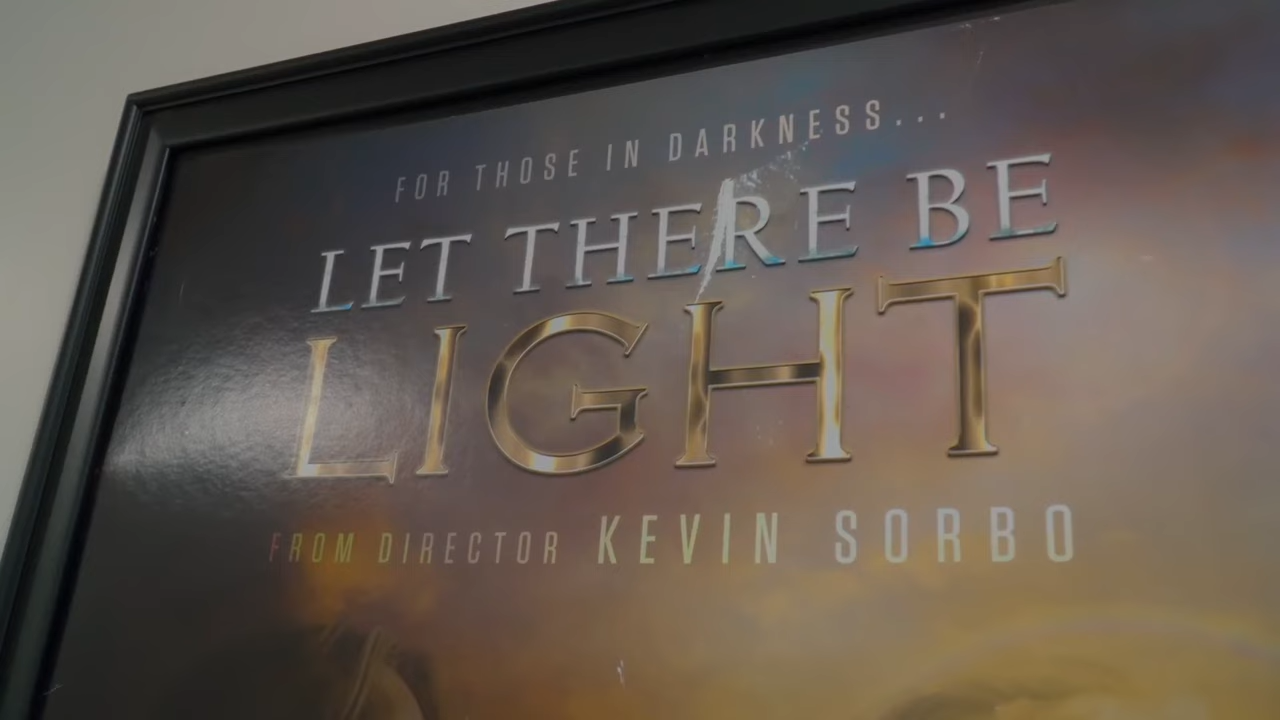 FOR THOSE IN DARKNESS...
LET THERE BE
LIGHT
FROM DIRECTOR KEVIN SORBO